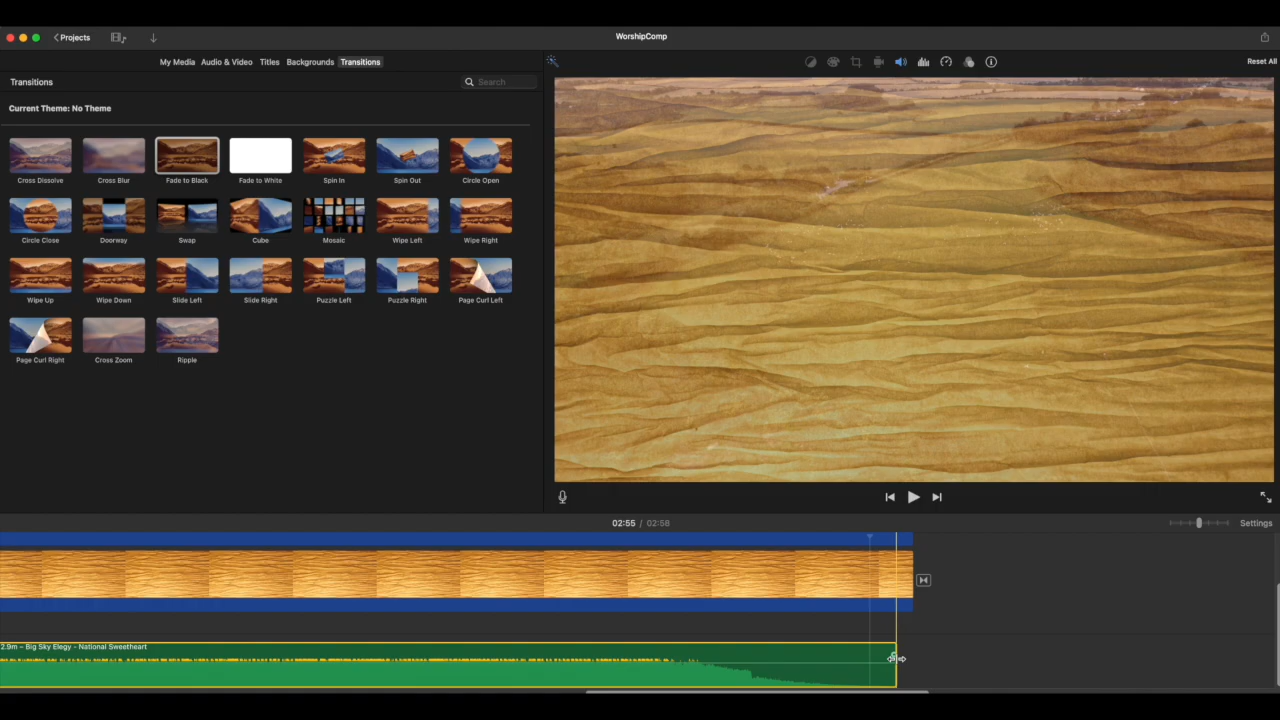 Projects
WorshipComp
My Media Audio & Video Titles Backgrounds Transitions
Reset All
Transitions
Search
Current Theme: No Theme
Cross Dissolve Cross Blur Fade to Black Fade to White Spin In Spin Out Circle Open
Circle Close Doorway Swap Cube Mosaic Wipe Left Wipe Right
Wipe Up Wipe Down Slide Left Slide Right Puzzle Left Puzzle Right Page Curl Left
Page Curl Right Cross Zoom Ripple
02:55 / 02:58
Settings
2.9m – Big Sky Elegy - National Sweetheart